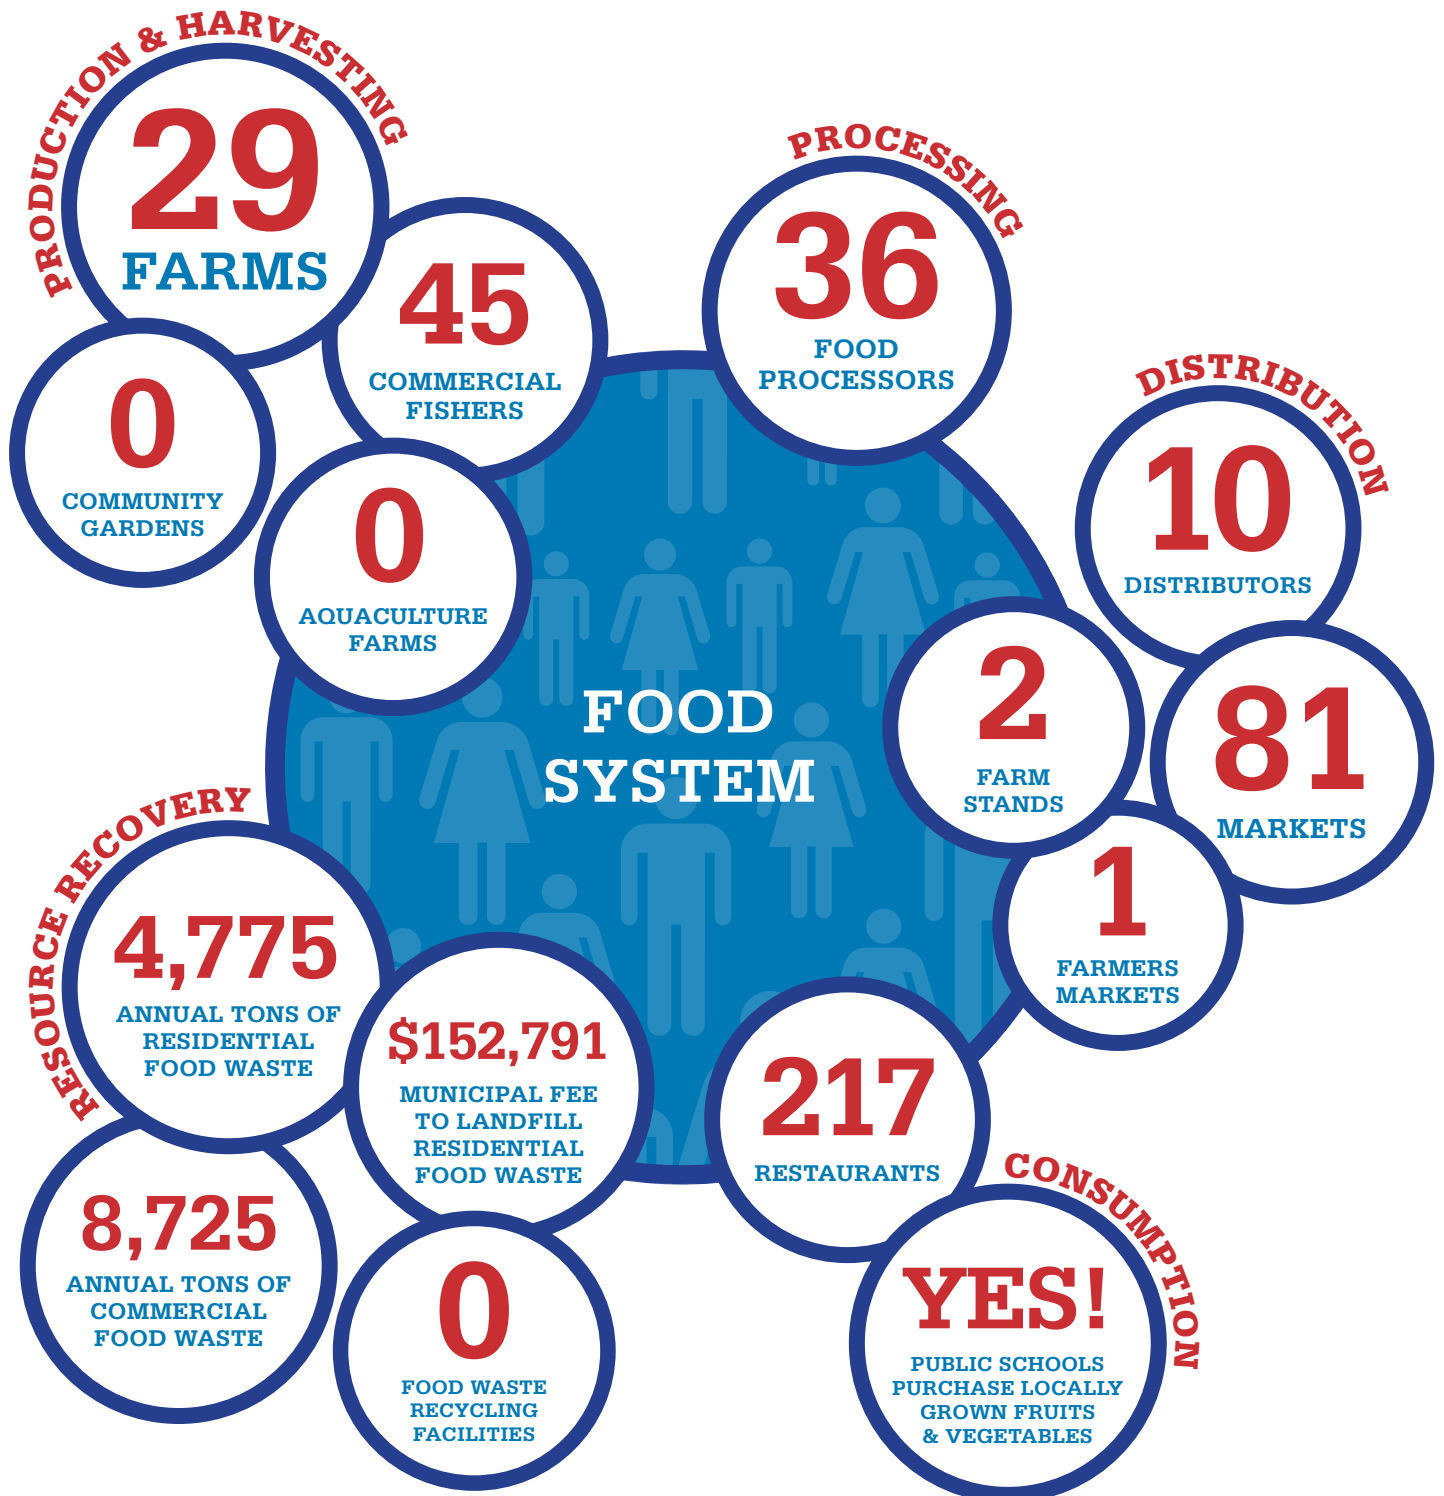 PRODUCTION & HARVESTING
29
FARMS
45
COMMERCIAL
FISHERS
0
COMMUNITY
GARDENS
0
AQUACULTURE
FARMS
PROCESSING
36
FOOD
PROCESSORS
DISTRIBUTION
10
DISTRIBUTORS
2
FARM
STANDS
81
MARKETS
1
FARMERS
MARKETS
FOOD
SYSTEM
RESOURCE RECOVERY
4,775
ANNUAL TONS OF
RESIDENTIAL
FOOD WASTE
$152,791
MUNICIPAL FEE
TO LANDFILL
RESIDENTIAL
FOOD WASTE
8,725
ANNUAL TONS OF
COMMERCIAL
FOOD WASTE
0
FOOD WASTE
RECYCLING
FACILITIES
217
RESTAURANTS
CONSUMPTION
YES!
PUBLIC SCHOOLS
PURCHASE LOCALLY
GROWN FRUITS
& VEGETABLES